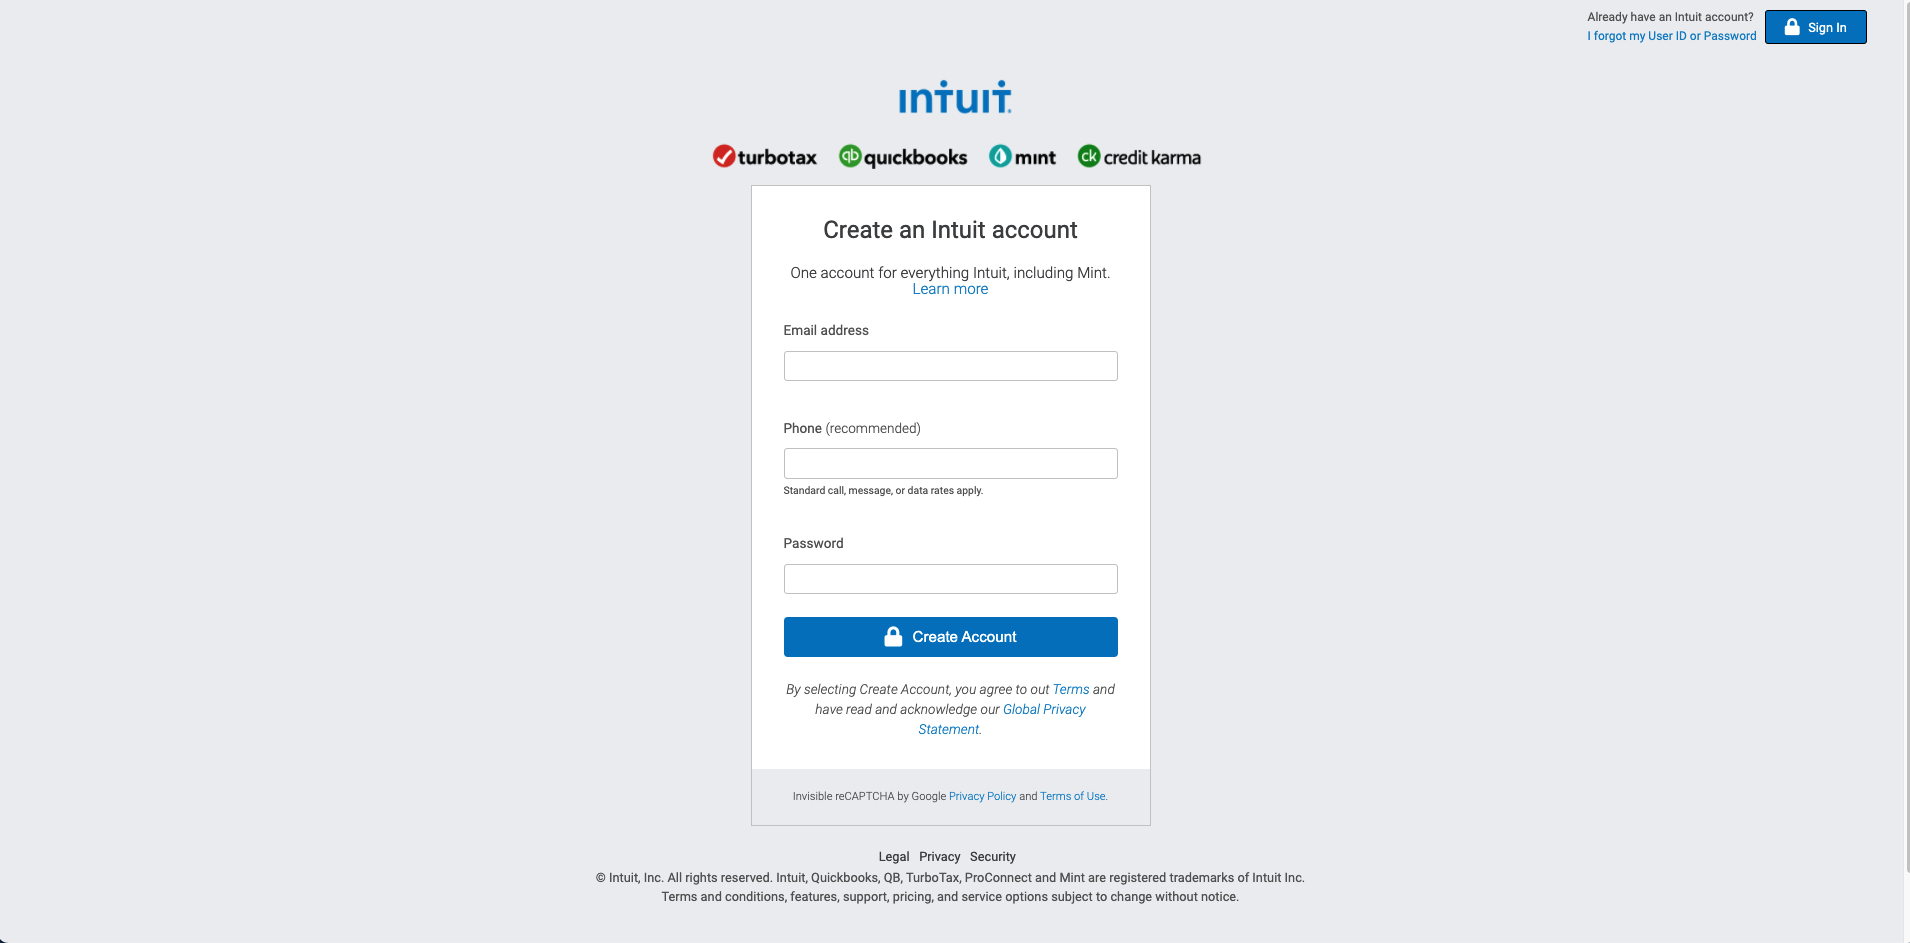 Already have an Intuit account?
I forgot my User ID or Password
Sign In
intuit.
turbotax quickbooks mint ck credit karma
Create an Intuit account
One account for everything Intuit, including Mint.
Learn more
Email address
Phone (recommended)
Standard call, message, or data rates apply.
Password
Create Account
By selecting Create Account, you agree to out Terms and
have read and acknowledge our Global Privacy
Statement.
Invisible reCAPTCHA by Google Privacy Policy and Terms of Use.
Legal Privacy Security
© Intuit, Inc. All rights reserved. Intuit, Quickbooks, QB, TurboTax, ProConnect and Mint are registered trademarks of Intuit Inc.
Terms and conditions, features, support, pricing, and service options subject to change without notice.